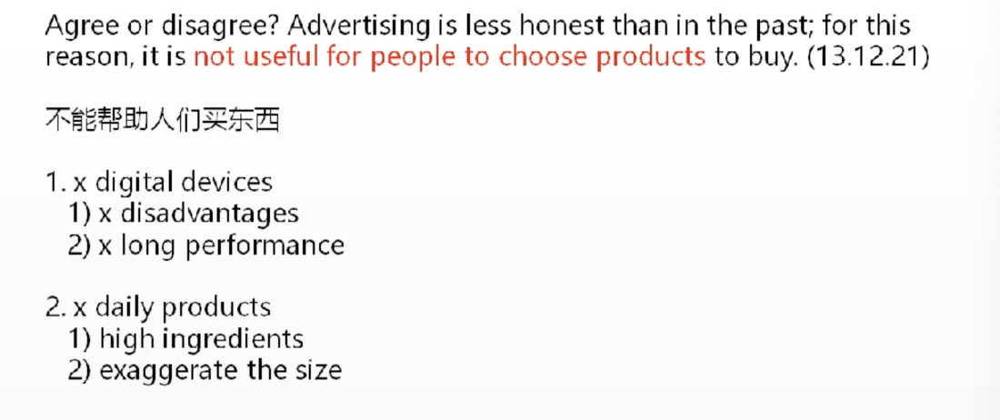 Agree or disagree? Advertising is less honest than in the past; for this
reason, it is not useful for people to choose products to buy. (13.12.21)
不能帮助人们买东西
1. x digital devices
1) x disadvantages
2) x long performance
2. x daily products
1) high ingredients
2) exaggerate the size